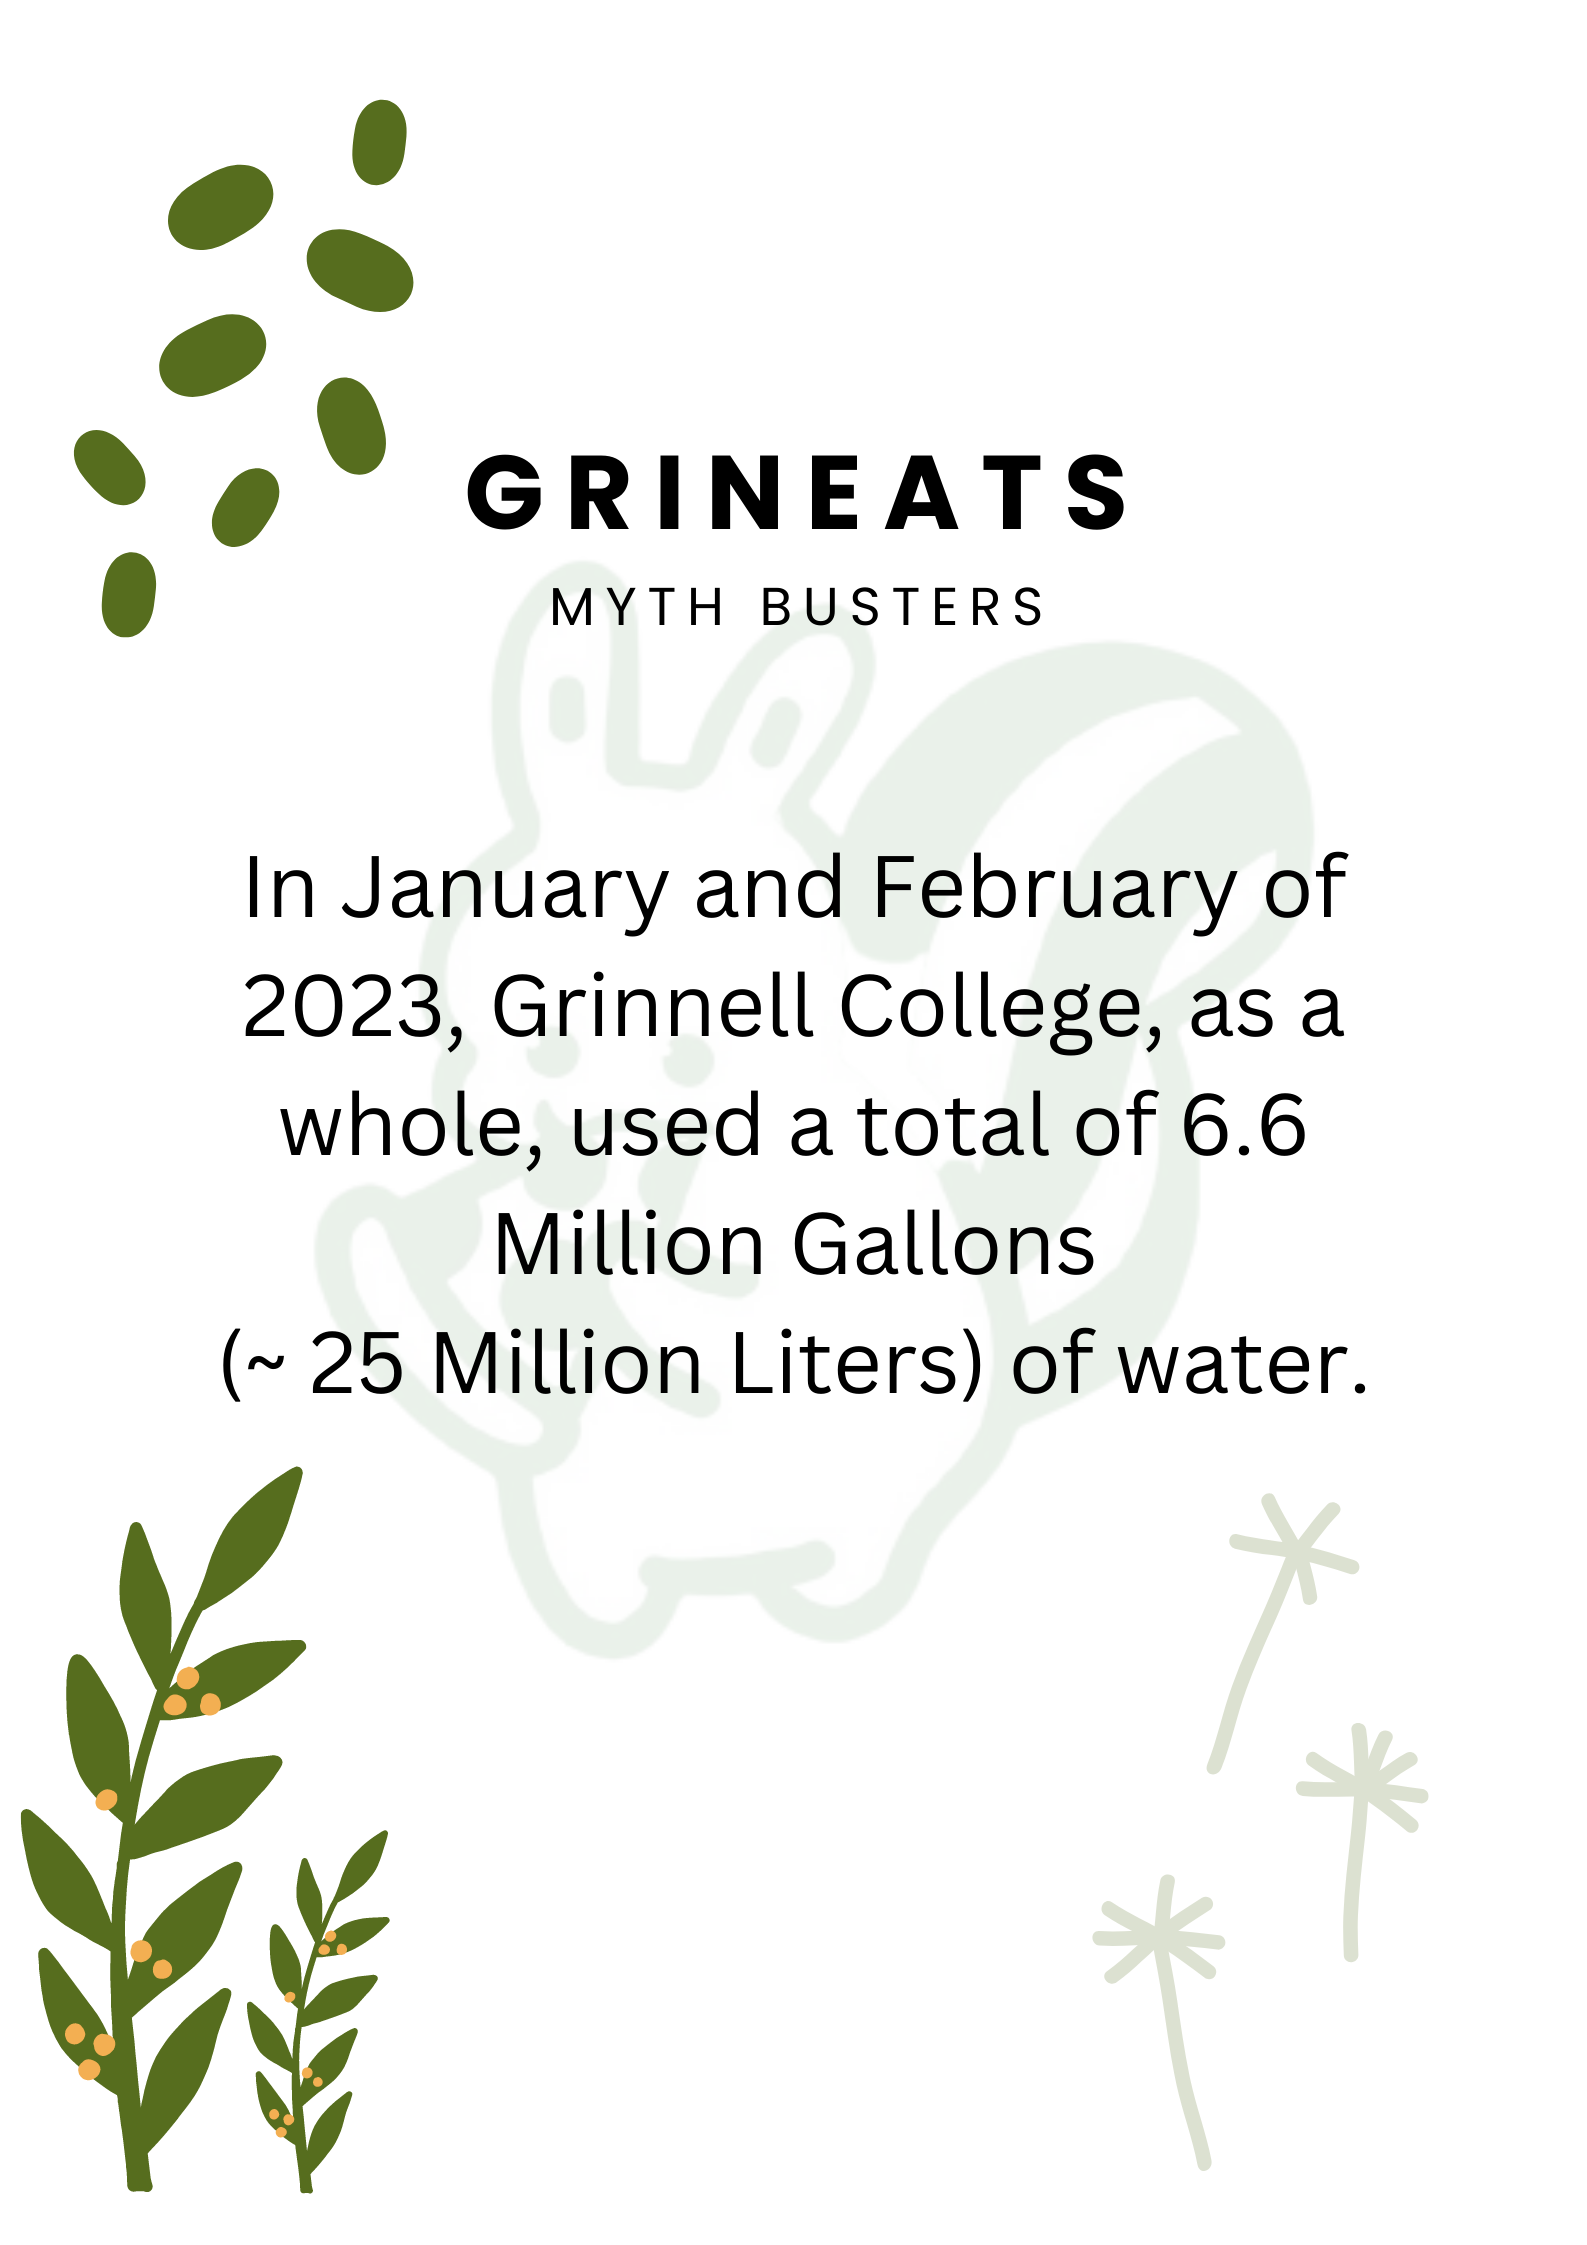 GRINEATS
MYTH BUSTERS
In January and February of
2023, Grinnell College, as a
whole, used a total of 6.6
Million Gallons
(~ 25 Million Liters) of water.